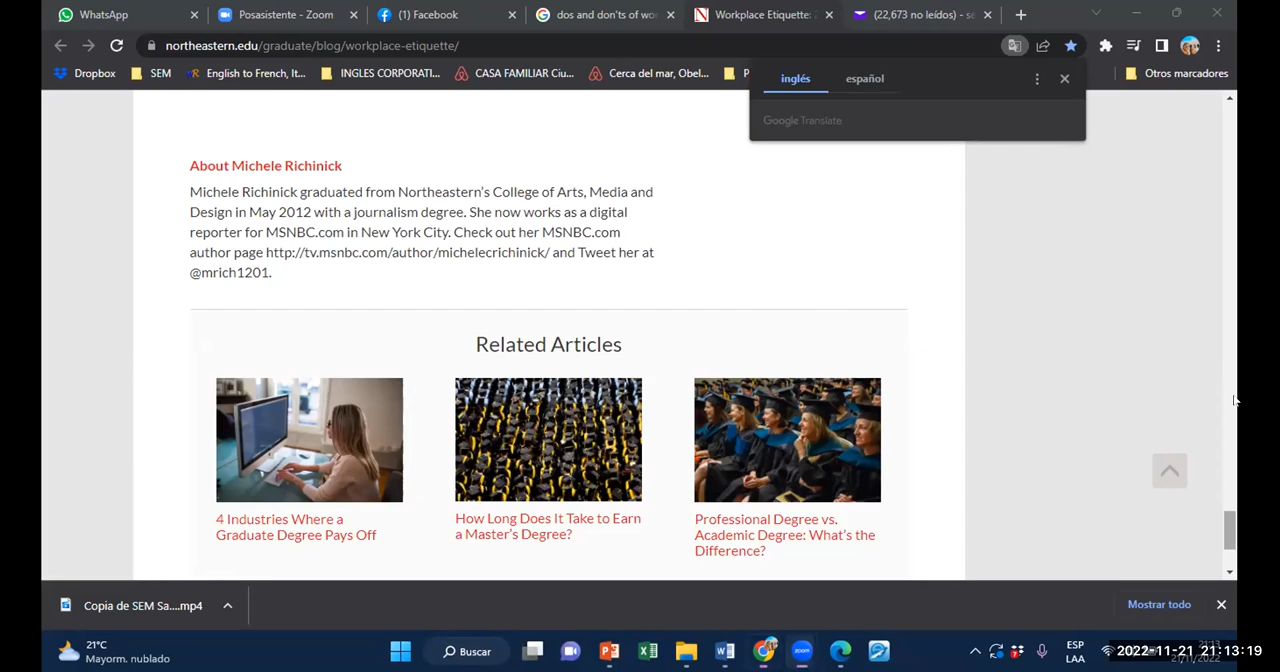 WhatsApp
Posasistente - Zoom
(1) Facebook
dos and don'ts of wo
Workplace Etiquette: 
(22,673 no leídos) - se
northeastern.edu/graduate/blog/workplace-etiquette/
Dropbox
SEM
English to French, It...
INGLES CORPORATI...
CASA FAMILIAR Ciu...
Cerca del mar, Obel...
P
Otros marcadores
inglés
español
Google Translate
About Michele Richinick
Michele Richinick graduated from Northeastern's College of Arts, Media and
Design in May 2012 with a journalism degree. She now works as a digital
reporter for MSNBC.com in New York City. Check out her MSNBC.com
author page http://tv.msnbc.com/author/michelecrichinick/ and Tweet her at
@mrich1201.
Related Articles
4 Industries Where a
Graduate Degree Pays Off
How Long Does It Take to Earn
a Master's Degree?
Professional Degree vs.
Academic Degree: What's the
Difference?
Copia de SEM Sa....mp4
Mostrar todo
21°C
Mayorm. nublado
Buscar
zoom
ESP
LAA
2022-11-21 21:13:19